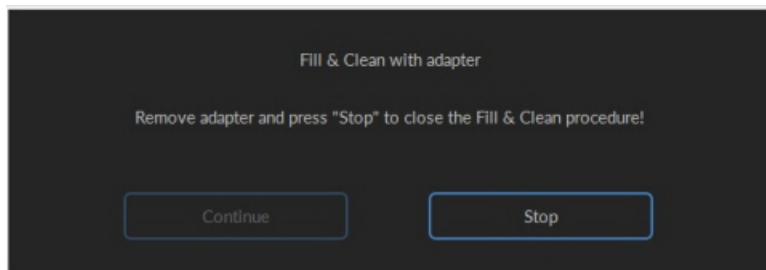 Fill & Clean with adapter
Remove adapter and press "Stop" to close the Fill & Clean procedure!
Continue
Stop